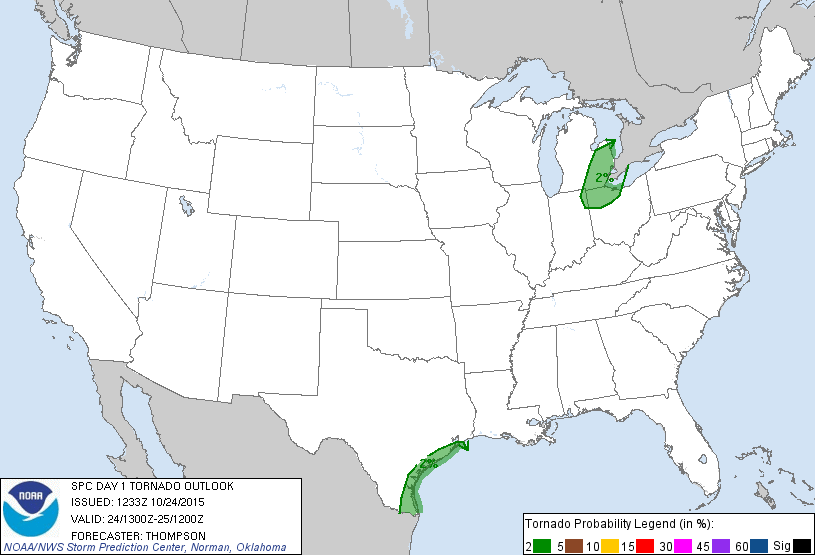 2%
2%
NOAA
SPC DAY 1 TORNADO OUTLOOK
ISSUED: 1233Z 10/24/2015
VALID: 24/1300Z-25/1200Z
FORECASTER: THOMPSON
NOAA/NWS Storm Prediction Center, Norman, Oklahoma
Tornado Probability Legend (in %):
2 5 10 15 30 45 60 Sig